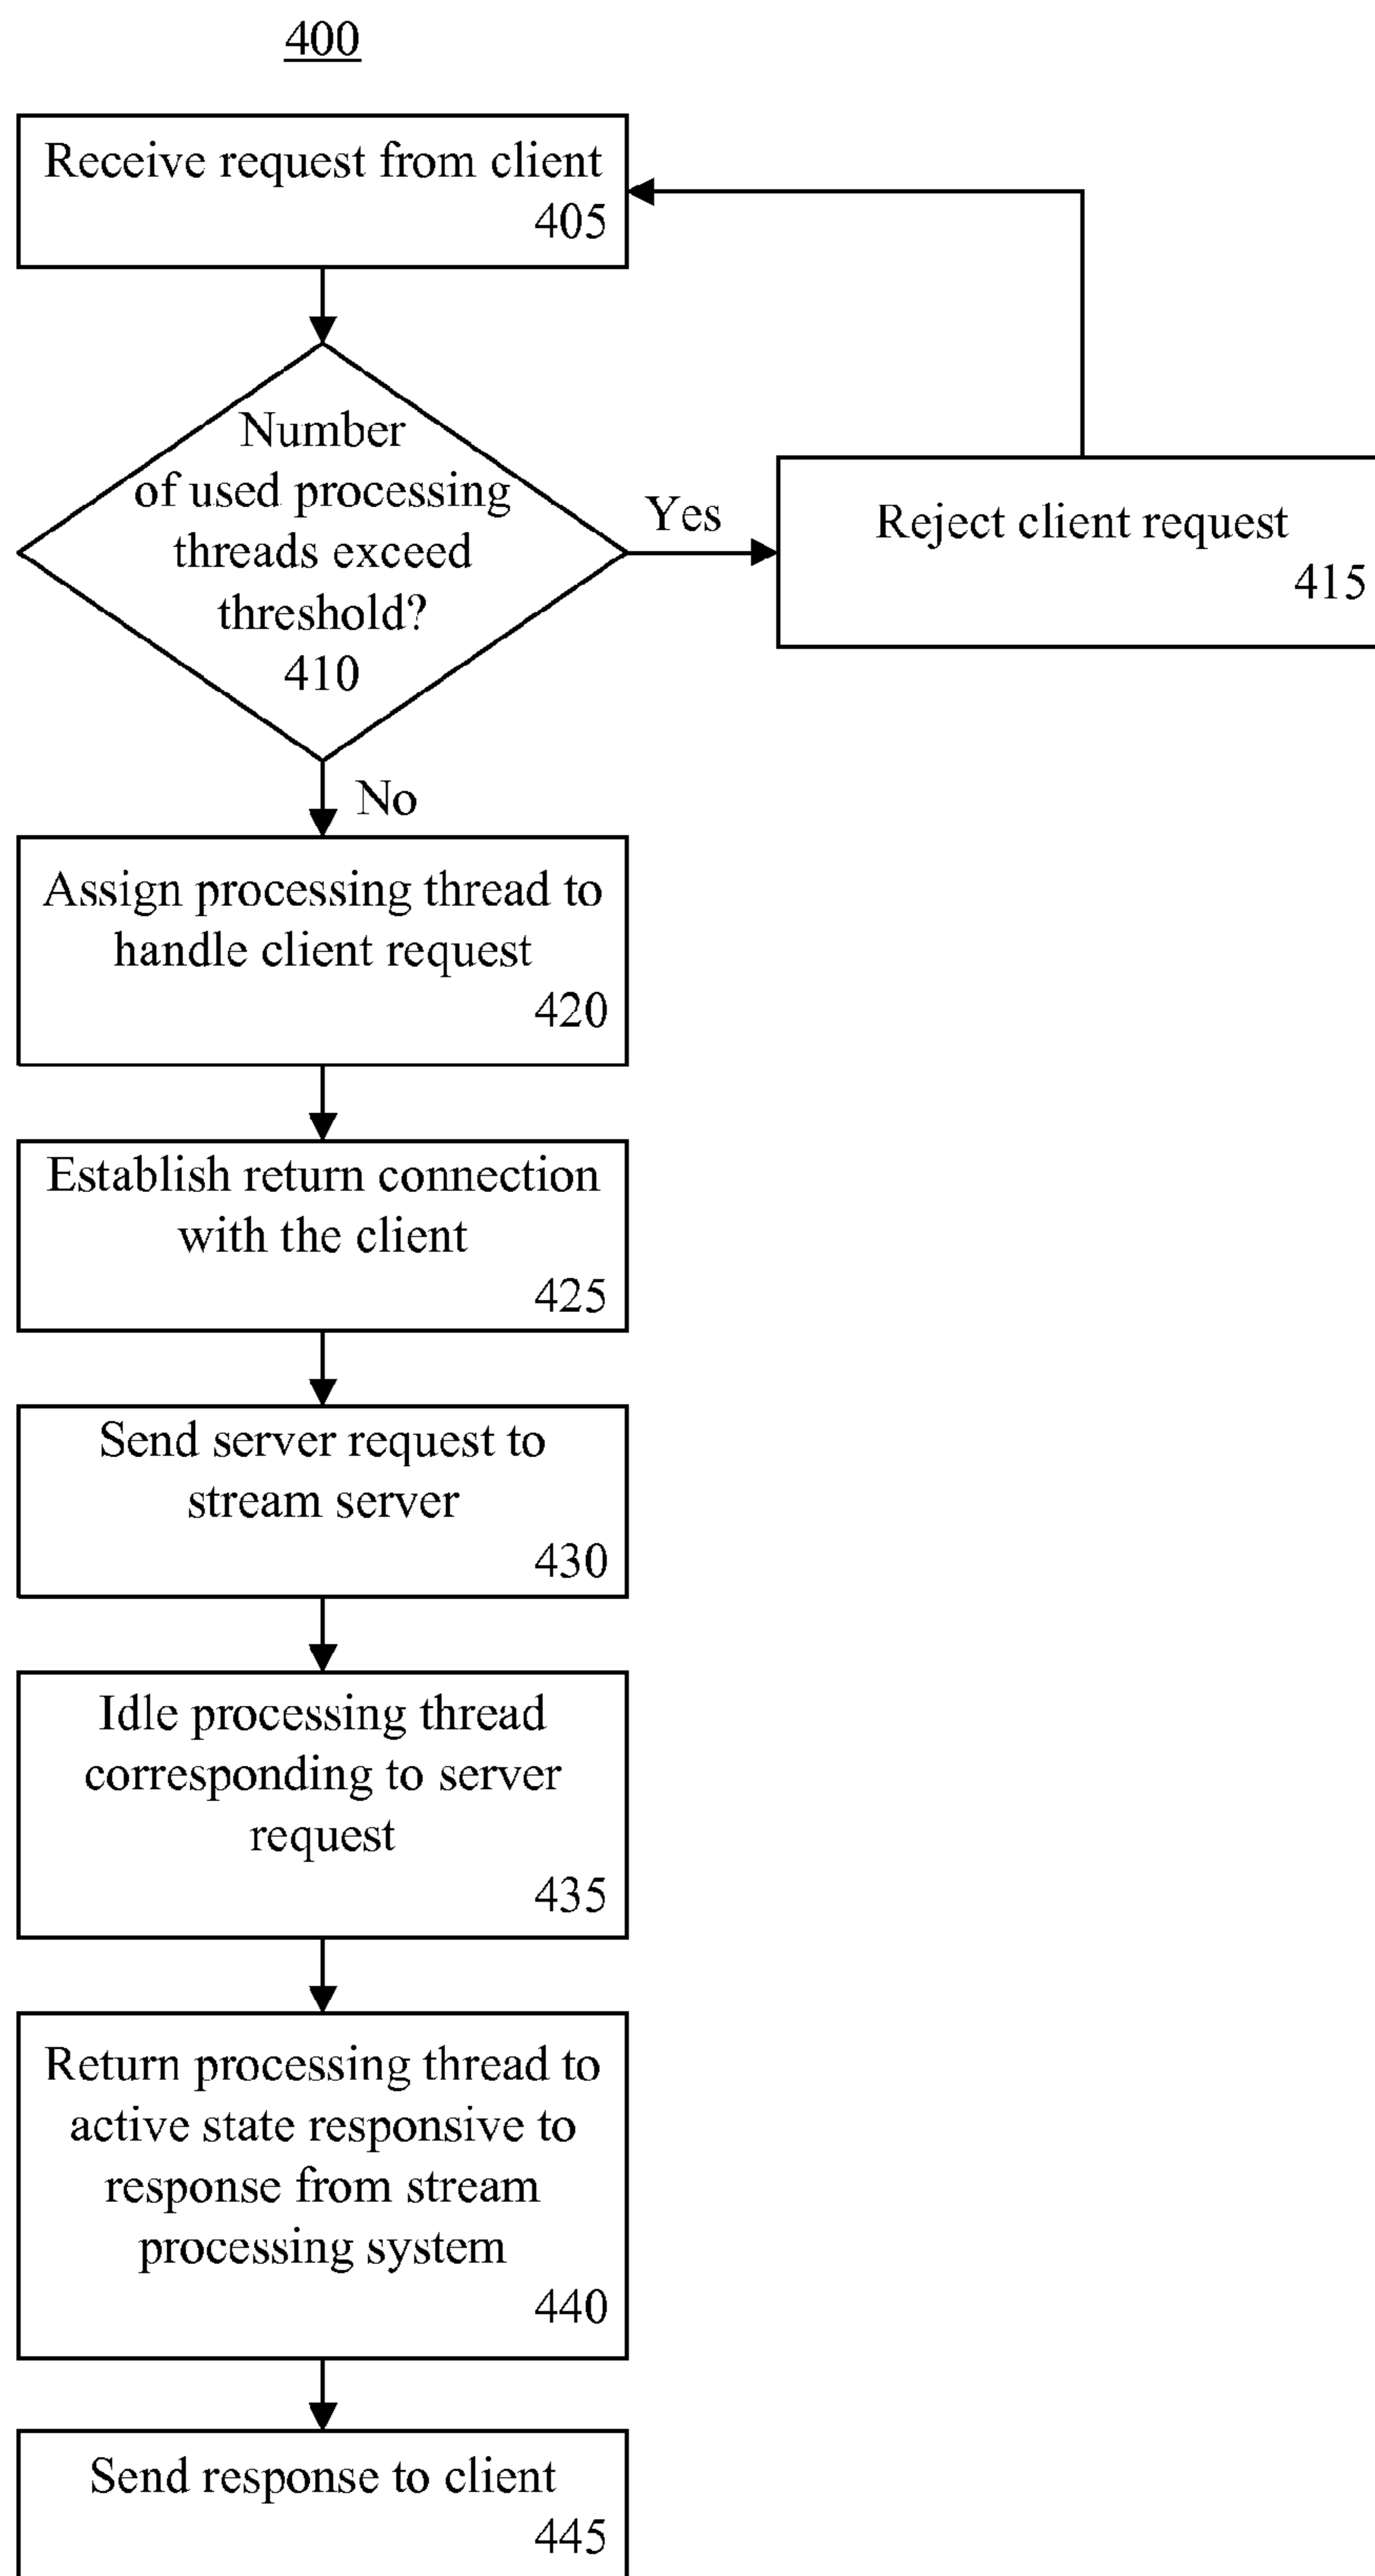 400
Receive request from client
405
Number
of used processing
threads exceed
threshold?
410
Yes
Reject client request
415
No
Assign processing thread to
handle client request
420
Establish return connection
with the client
425
Send server request to
stream server
430
Idle processing thread
corresponding to server
request
435
Return processing thread to
active state responsive to
response from stream
processing system
440
Send response to client
445